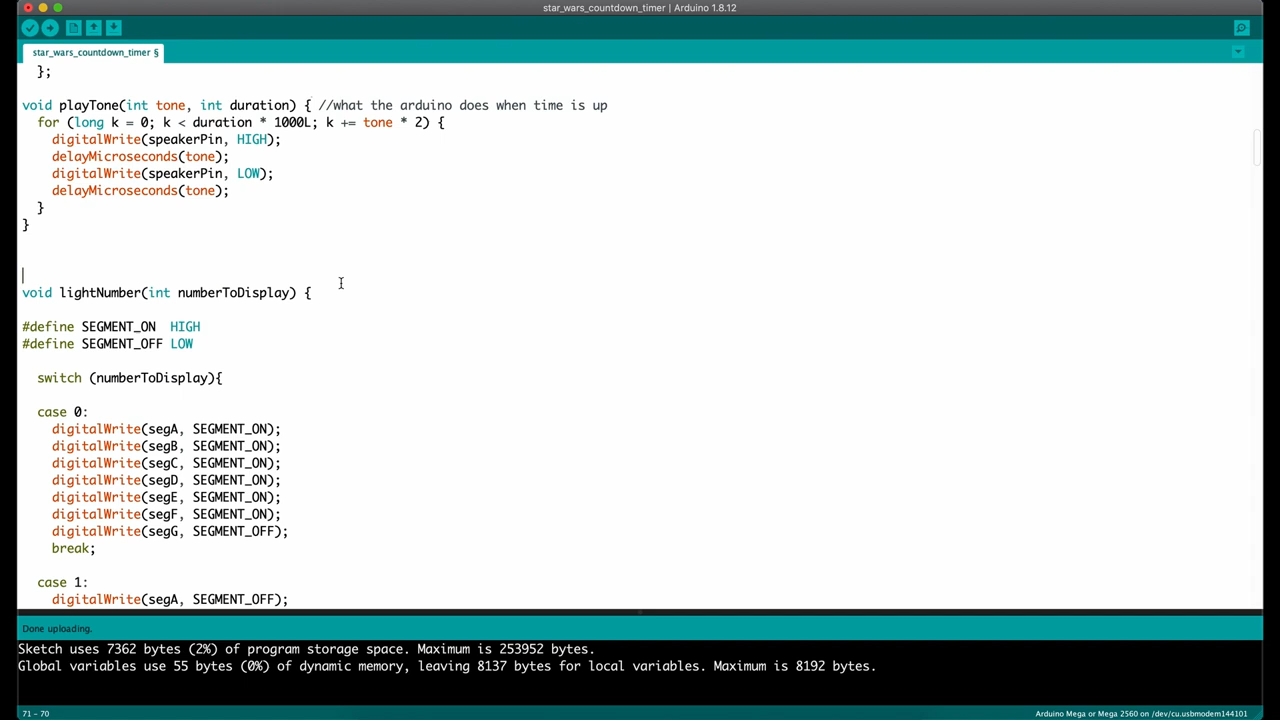 star_wars_countdown_timer | Arduino 1.8.12
star_wars_countdown_timer §
};
void playTone(int tone, int duration) { //what the arduino does when time is up
for (long k = 0; k < duration * 1000L; k += tone * 2) {
digitalWrite(speakerPin, HIGH);
delayMicroseconds(tone);
digitalWrite(speakerPin, LOW);
delayMicroseconds(tone);
}
}
void lightNumber(int numberToDisplay) {
#define SEGMENT_ON  HIGH
#define SEGMENT_OFF LOW
switch (numberToDisplay){
case 0:
digitalWrite(segA, SEGMENT_ON);
digitalWrite(segB, SEGMENT_ON);
digitalWrite(segC, SEGMENT_ON);
digitalWrite(segD, SEGMENT_ON);
digitalWrite(segE, SEGMENT_ON);
digitalWrite(segF, SEGMENT_ON);
digitalWrite(segG, SEGMENT_OFF);
break;
case 1:
digitalWrite(segA, SEGMENT_OFF);
Done uploading.
Sketch uses 7362 bytes (2%) of program storage space. Maximum is 253952 bytes.
Global variables use 55 bytes (0%) of dynamic memory, leaving 8137 bytes for local variables. Maximum is 8192 bytes.
71 - 70
Arduino Mega or Mega 2560 on /dev/cu.usbmodem144101